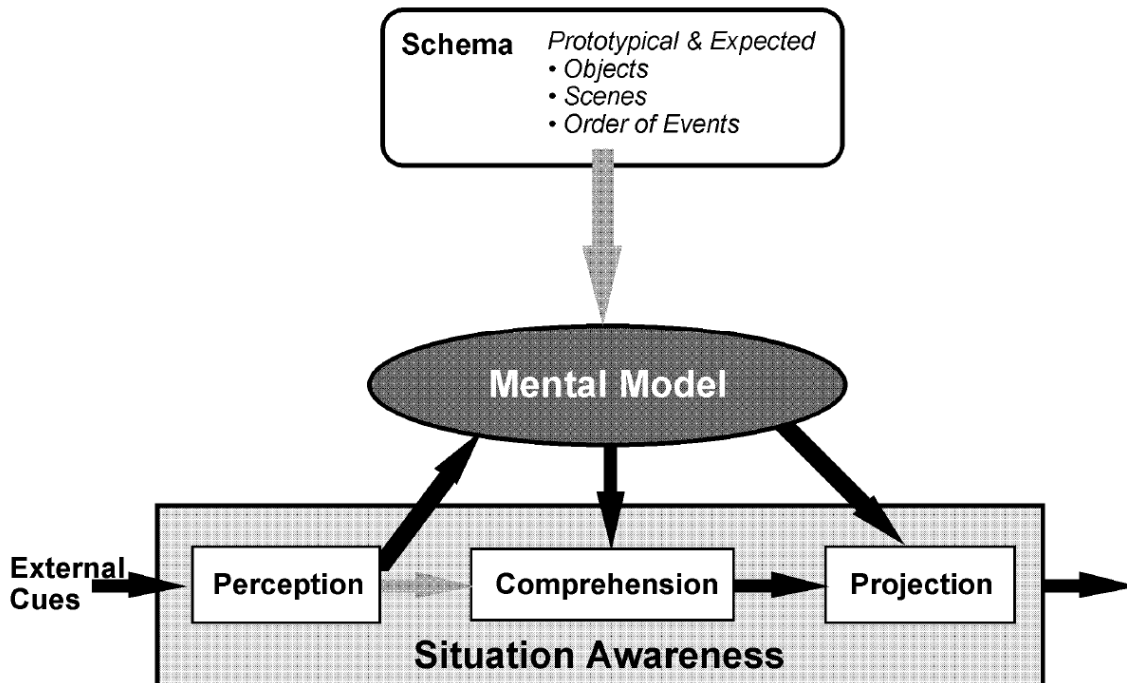 Schema
Prototypical & Expected
• Objects
• Scenes
• Order of Events
Mental Model
External
Cues
Perception
Comprehension
Projection
Situation Awareness